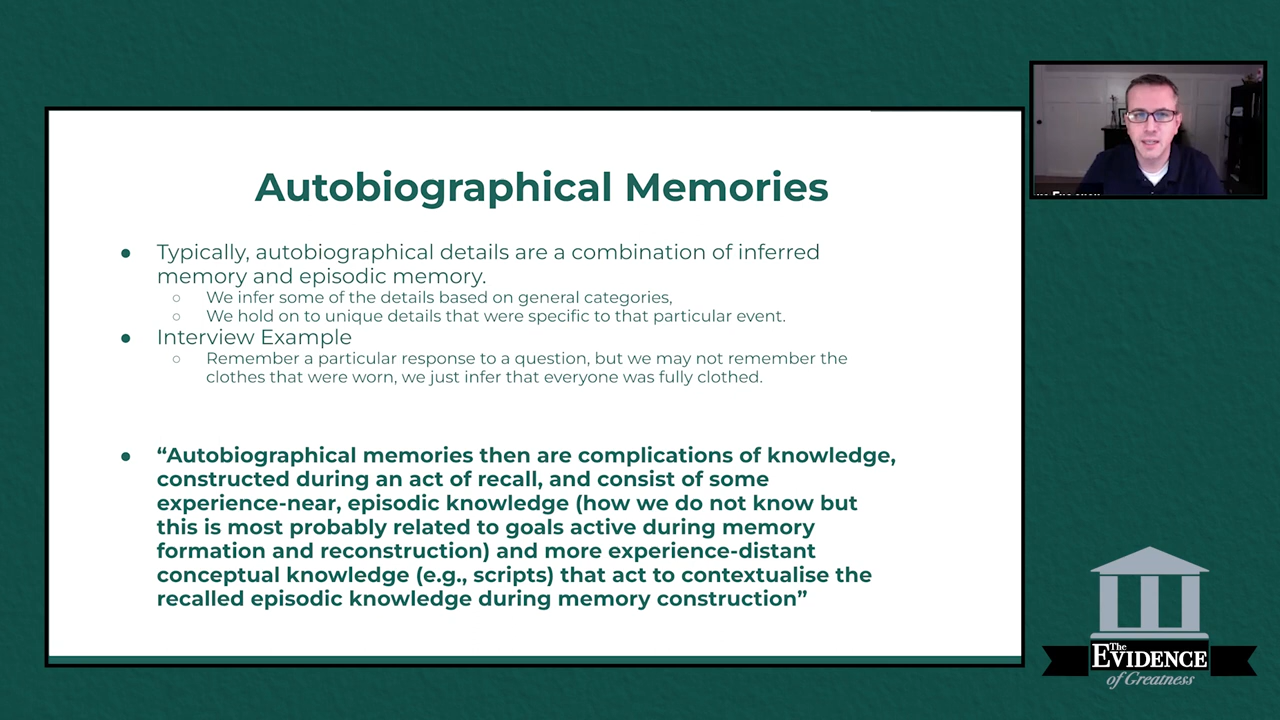 Autobiographical Memories
● Typically, autobiographical details are a combination of inferred
memory and episodic memory.
○ We infer some of the details based on general categories,
○ We hold on to unique details that were specific to that particular event.
● Interview Example
○ Remember a particular response to a question, but we may not remember the
clothes that were worn, we just infer that everyone was fully clothed.
● “Autobiographical memories then are complications of knowledge,
constructed during an act of recall, and consist of some
experience-near, episodic knowledge (how we do not know but
this is most probably related to goals active during memory
formation and reconstruction) and more experience-distant
conceptual knowledge (e.g., scripts) that act to contextualise the
recalled episodic knowledge during memory construction”
The
EVIDENCE
of Greatness